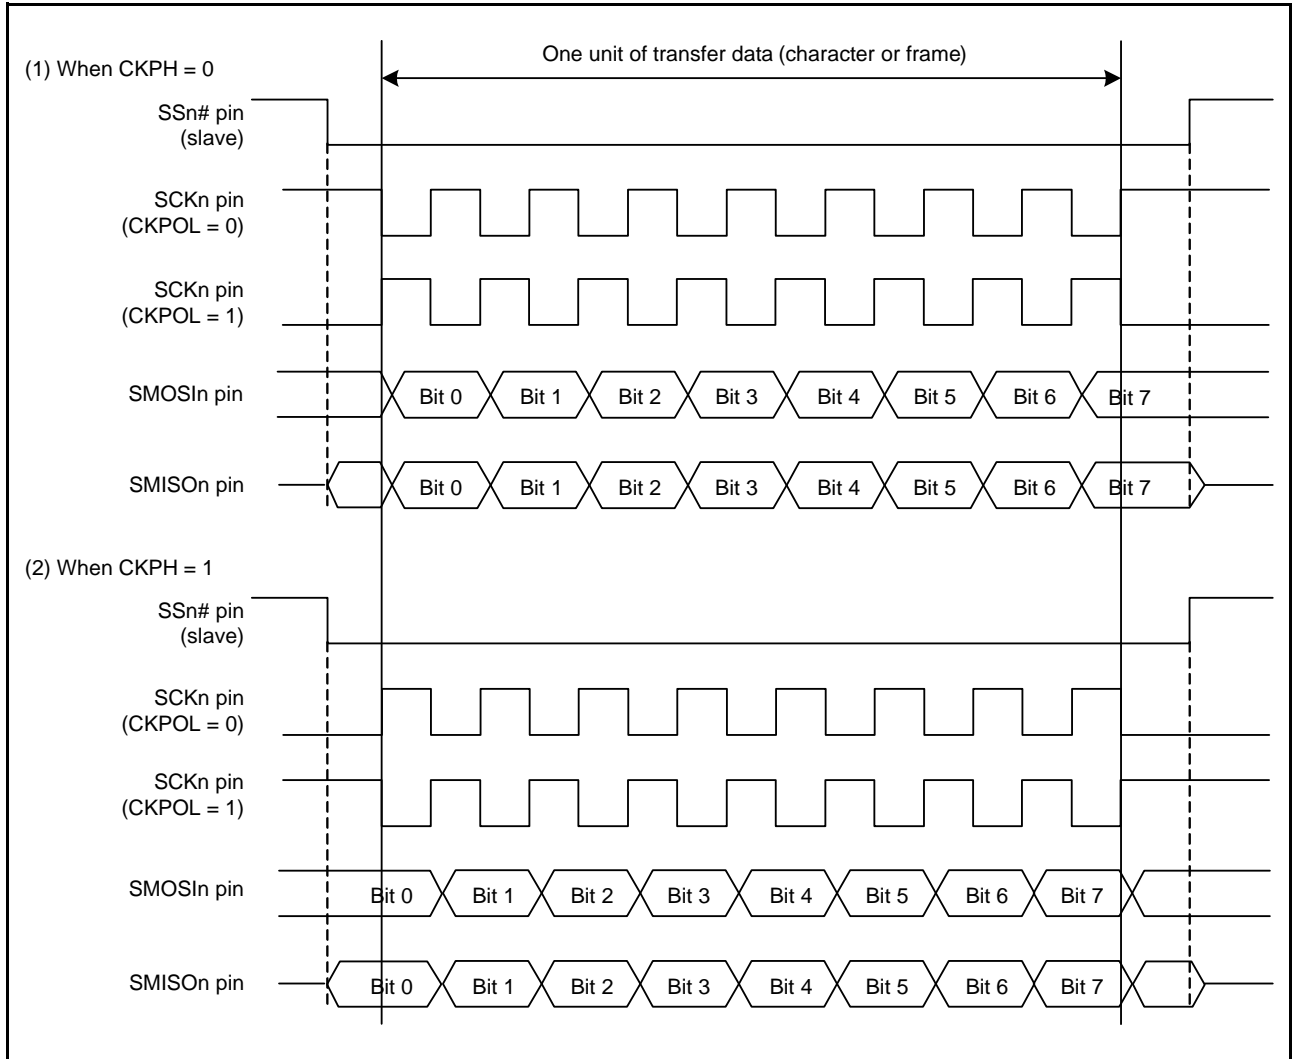 One unit of transfer data (character or frame)
(1) When CKPH = 0
SSn# pin
(slave)
SCKn pin
(CKPOL = 0)
SCKn pin
(CKPOL = 1)
SMOSIn pin
Bit 0 Bit 1 Bit 2 Bit 3 Bit 4 Bit 5 Bit 6 Bit 7
SMISOn pin
Bit 0 Bit 1 Bit 2 Bit 3 Bit 4 Bit 5 Bit 6 Bit 7
(2) When CKPH = 1
SSn# pin
(slave)
SCKn pin
(CKPOL = 0)
SCKn pin
(CKPOL = 1)
SMOSIn pin
Bit 0 Bit 1 Bit 2 Bit 3 Bit 4 Bit 5 Bit 6 Bit 7
SMISOn pin
Bit 0 Bit 1 Bit 2 Bit 3 Bit 4 Bit 5 Bit 6 Bit 7